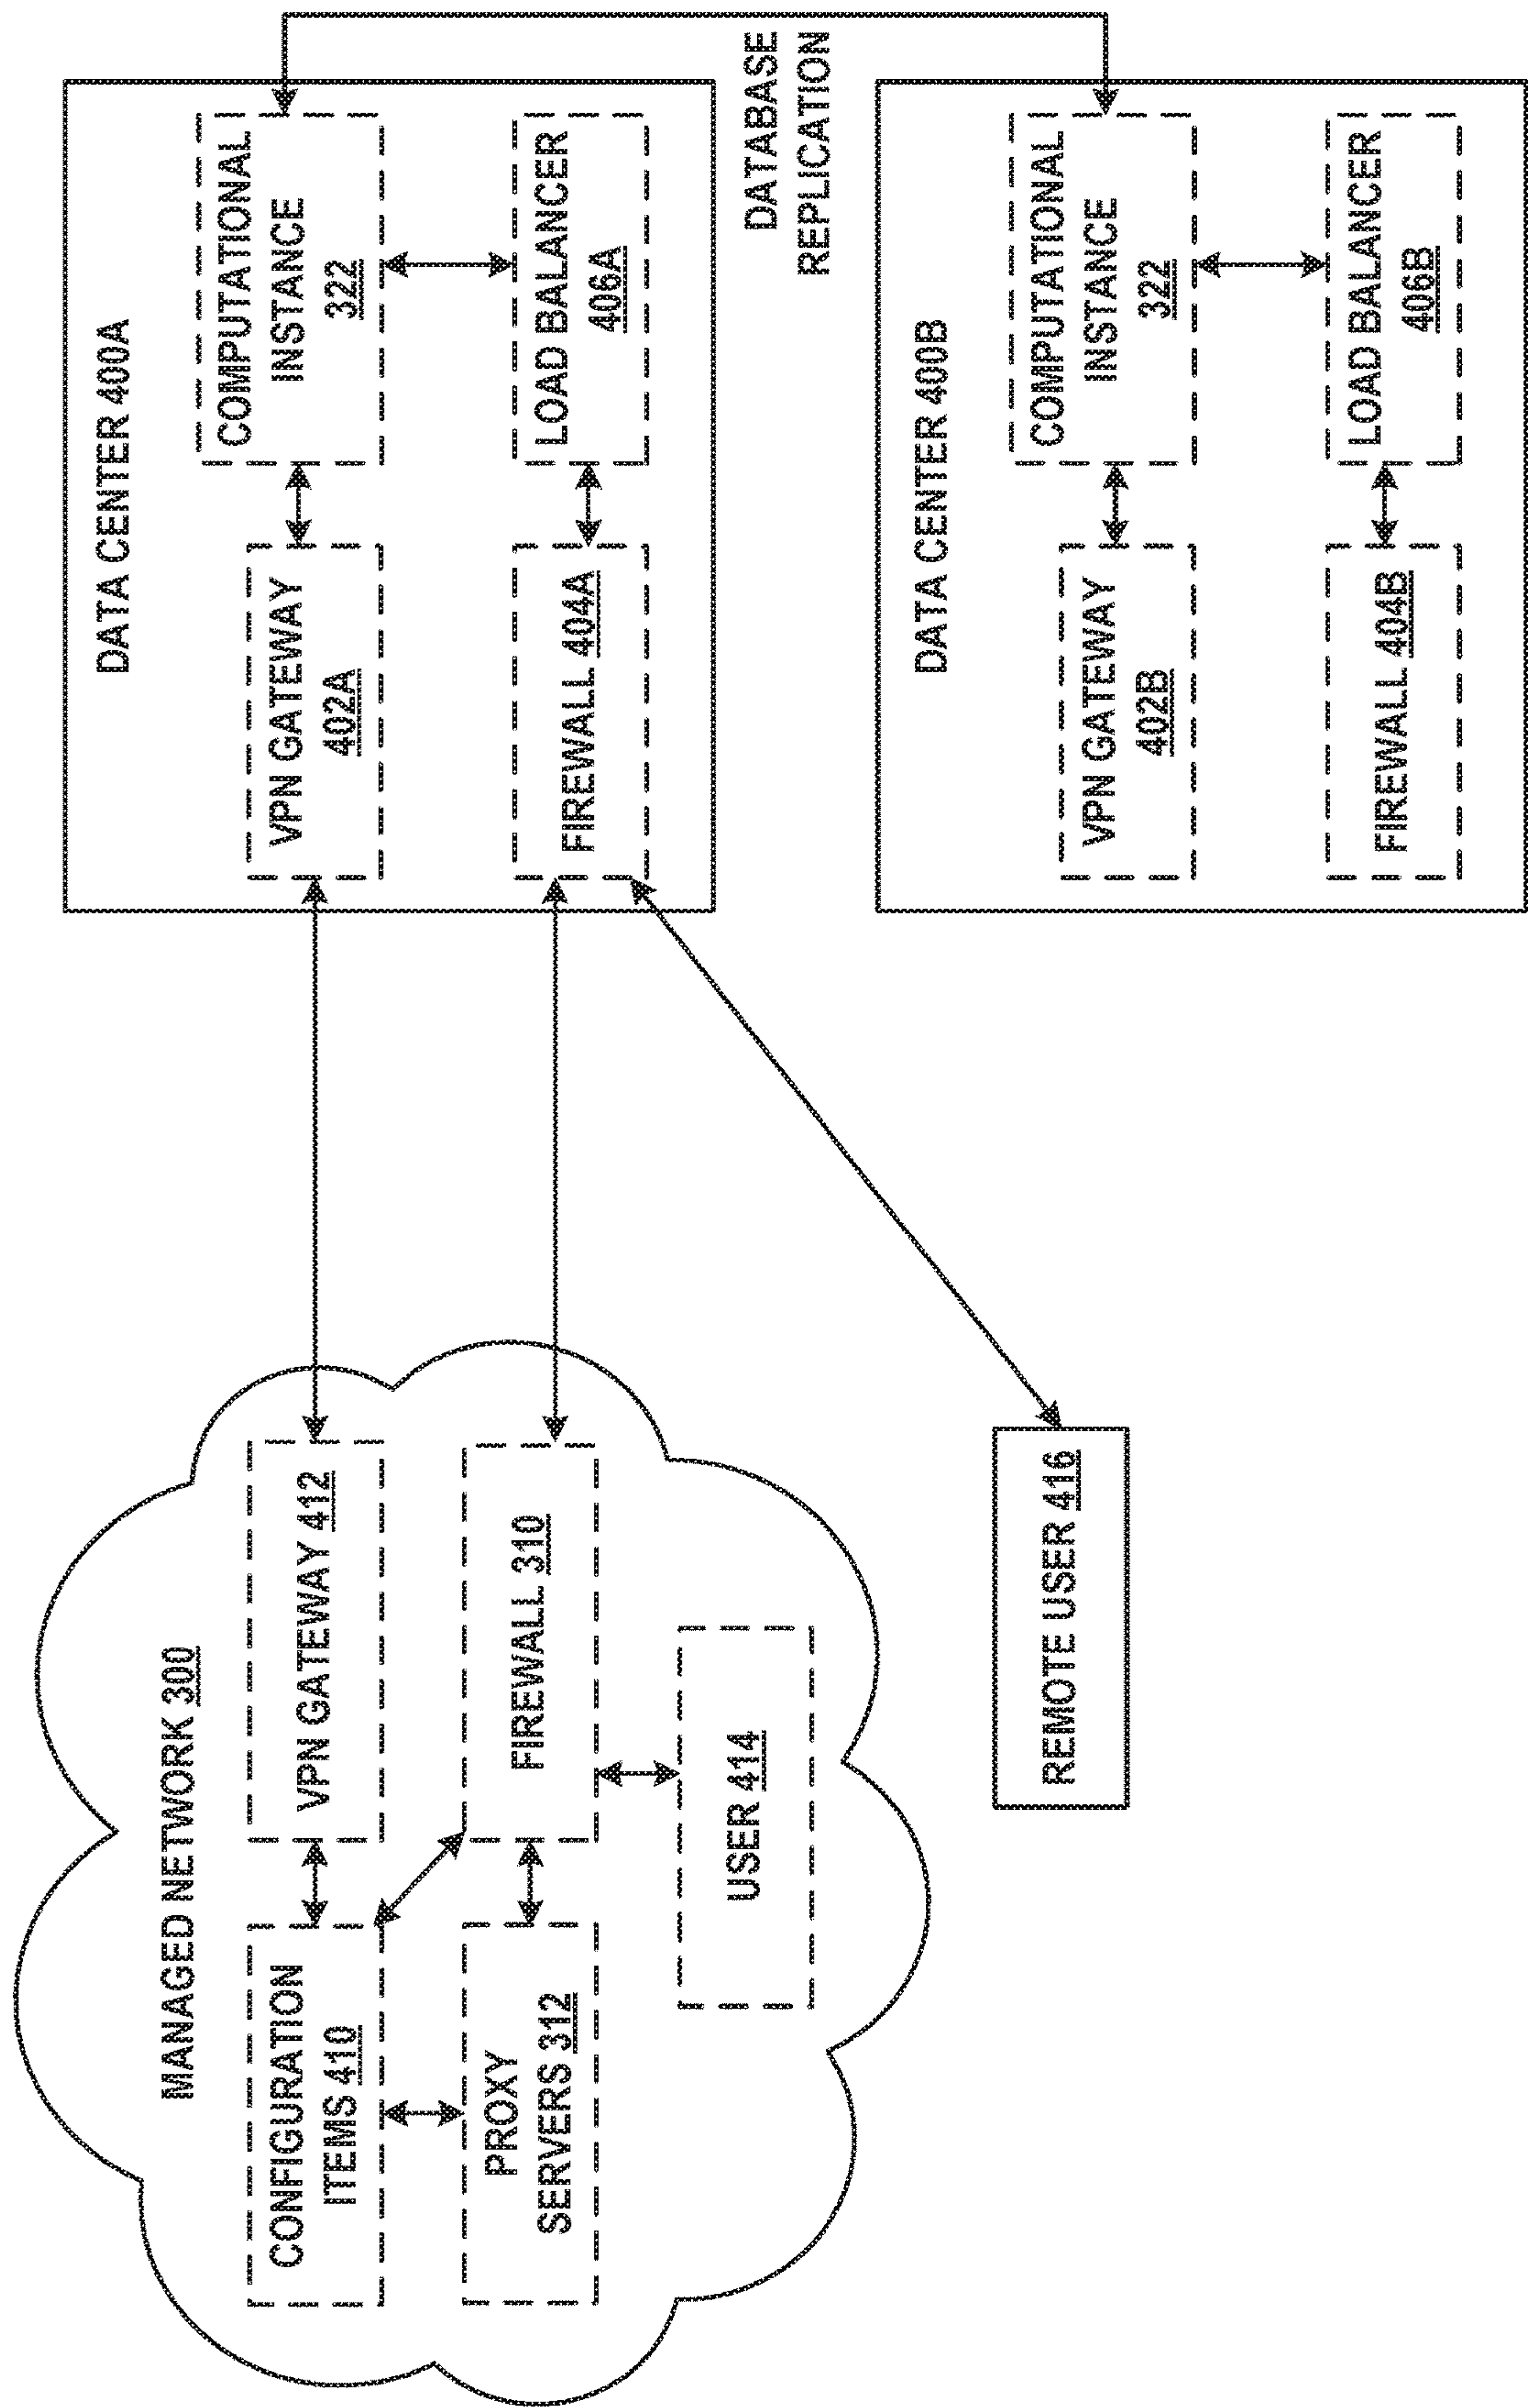 MANAGED NETWORK 300
CONFIGURATION
ITEMS 410
VPN GATEWAY 412
PROXY
SERVERS 312
FIREWALL 310
USER 414
REMOTE USER 416
DATA CENTER 400A
VPN GATEWAY
402A
COMPUTATIONAL
INSTANCE
322
FIREWALL 404A
LOAD BALANCER
406A
DATABASE
REPLICATION
DATA CENTER 400B
VPN GATEWAY
402B
COMPUTATIONAL
INSTANCE
322
FIREWALL 404B
LOAD BALANCER
406B